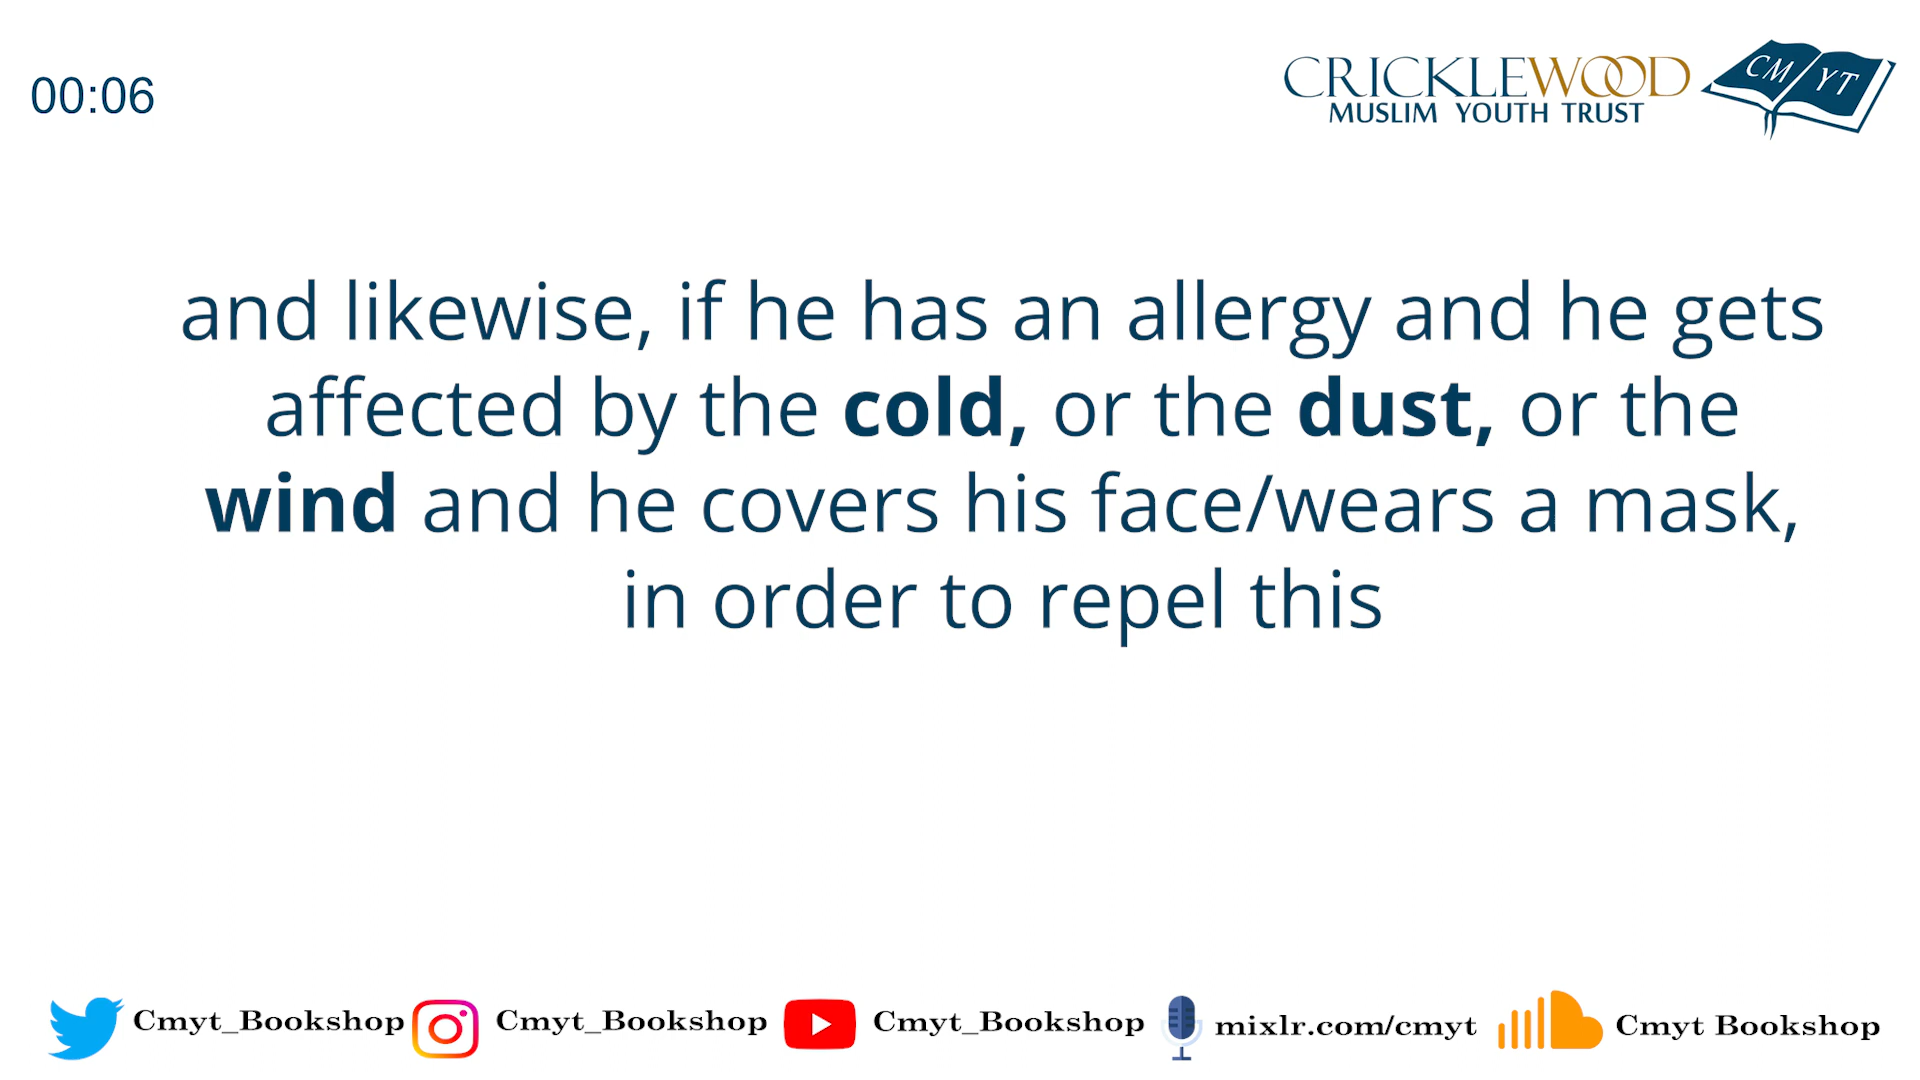 00:06
CRICKLEWOOD
MUSLIM YOUTH TRUST
CM YT
and likewise, if he has an allergy and he gets
affected by the cold, or the dust, or the
wind and he covers his face/wears a mask,
in order to repel this
Cmyt_Bookshop
Cmyt_Bookshop
Cmyt_Bookshop
mixlr.com/cmyt
Cmyt Bookshop